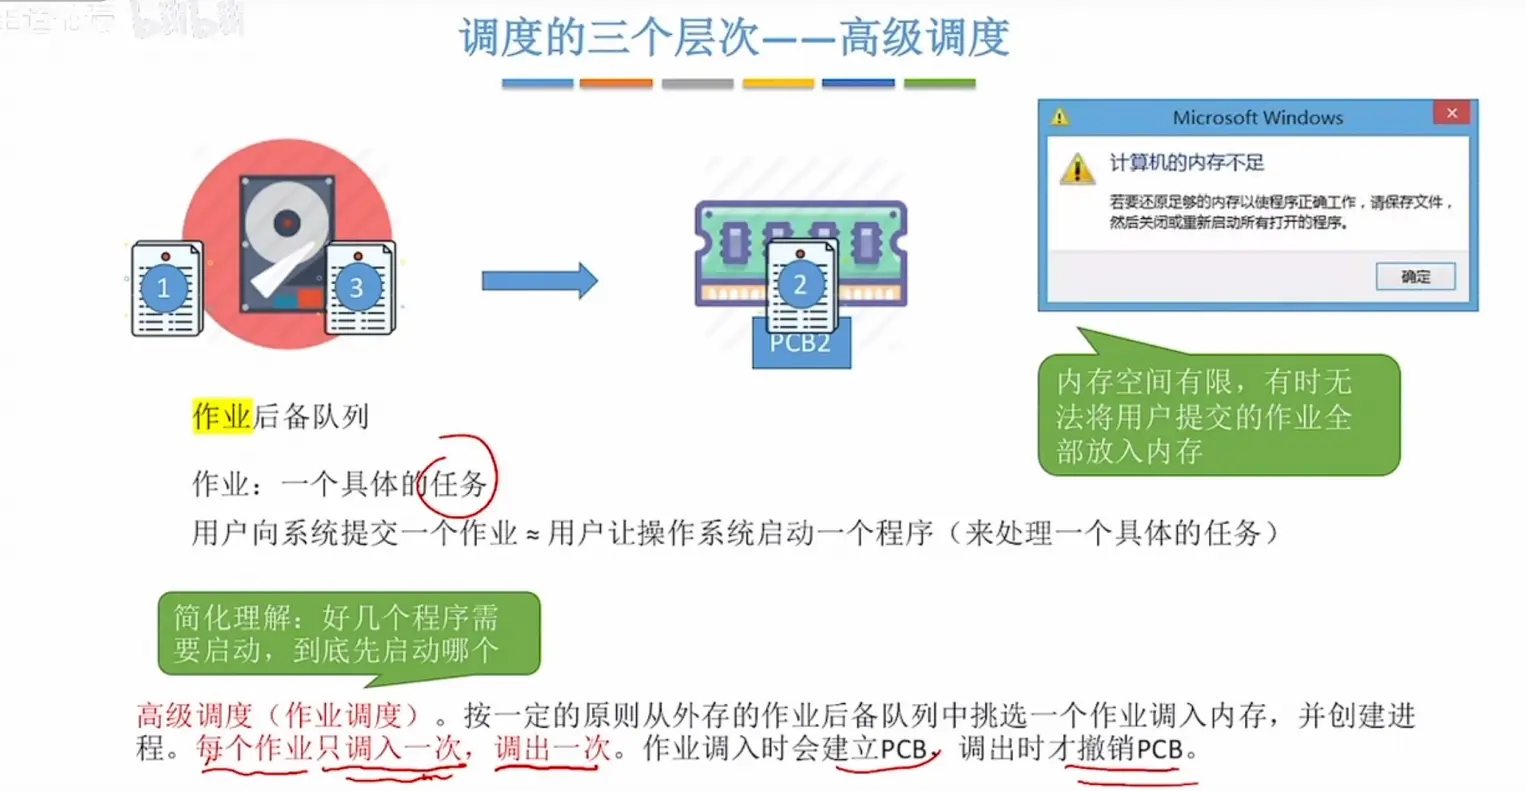 bilibili
调度的三个层次——高级调度
Microsoft Windows
计算机的内存不足
若要还原足够的内存以使程序正确工作，请保存文件，
然后关闭或重新启动所有打开的程序。
确定
1
3
2
PCB2
内存空间有限，有时无
法将用户提交的作业全
部放入内存
作业后备队列
作业：一个具体的任务
用户向系统提交一个作业 ≈ 用户让操作系统启动一个程序（来处理一个具体的任务）
简化理解：好几个程序需
要启动，到底先启动哪个
高级调度（作业调度）。按一定的原则从外存的作业后备队列中挑选一个作业调入内存，并创建进
程。每个作业只调入一次，调出一次。作业调入时会建立PCB，调出时才撤销PCB。